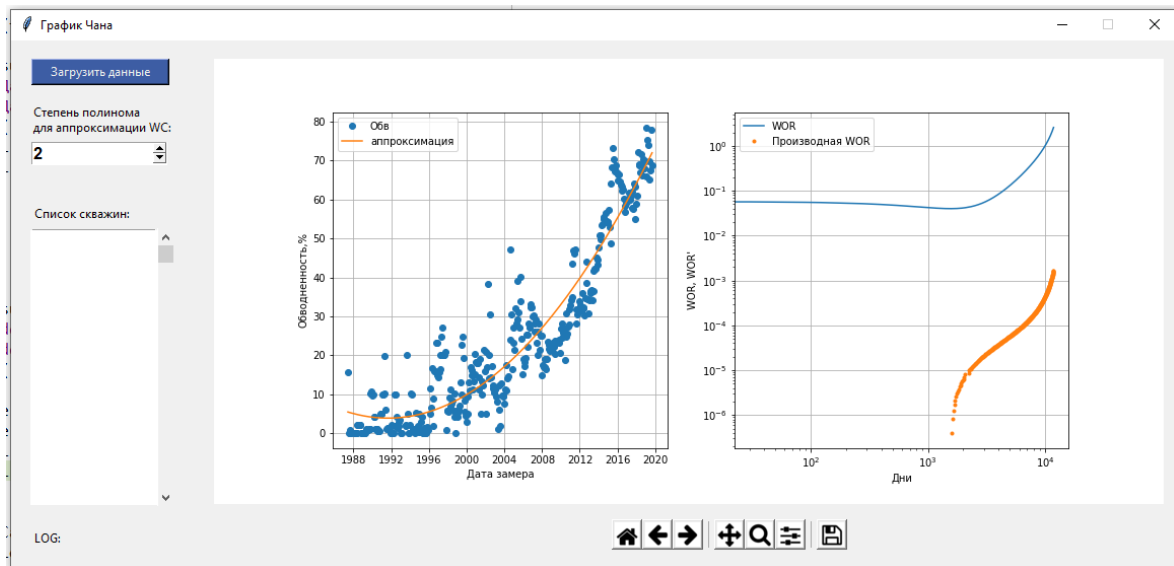 График Чана
Загрузить данные
Степень полинома
для аппроксимации WC:
2
Список скважин:
LOG:
Обв
аппроксимация
Обводненность,%
80
70
60
50
40
30
20
10
0
1988 1992 1996 2000 2004 2008 2012 2016 2020
Дата замера
WOR
Производная WOR
WOR, WOR'
10⁰
10⁻¹
10⁻²
10⁻³
10⁻⁴
10⁻⁵
10⁻⁶
10² 10³ 10⁴
Дни